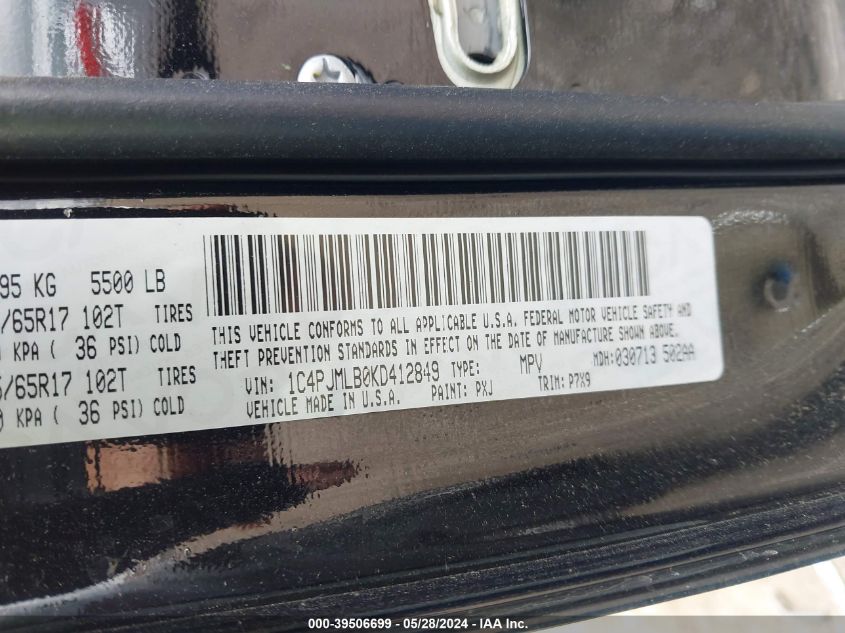 95 KG 5500 LB
/65R17 102T TIRES
KPA ( 36 PSI) COLD
/65R17 102T TIRES
KPA ( 36 PSI) COLD
THIS VEHICLE CONFORMS TO ALL APPLICABLE U.S.A. FEDERAL MOTOR VEHICLE SAFETY AND
THEFT PREVENTION STANDARDS IN EFFECT ON THE DATE OF MANUFACTURE SHOWN ABOVE.
VIN: 1C4PJMLB0KD412849 TYPE: MPV MDH: 030713 502AA
VEHICLE MADE IN U.S.A. PAINT: PXJ TRIM: P7X9
000-39506699 - 05/28/2024 - IAA Inc.